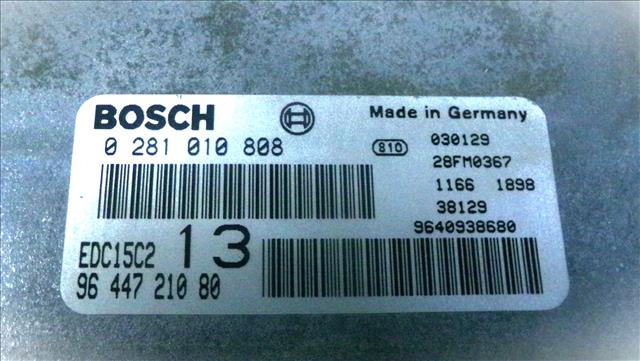 BOSCH
Made in Germany
0 281 010 808
810
030129
28FM0367
1166 1898
38129
9640938680
EDC15C2
13
96 447 210 80